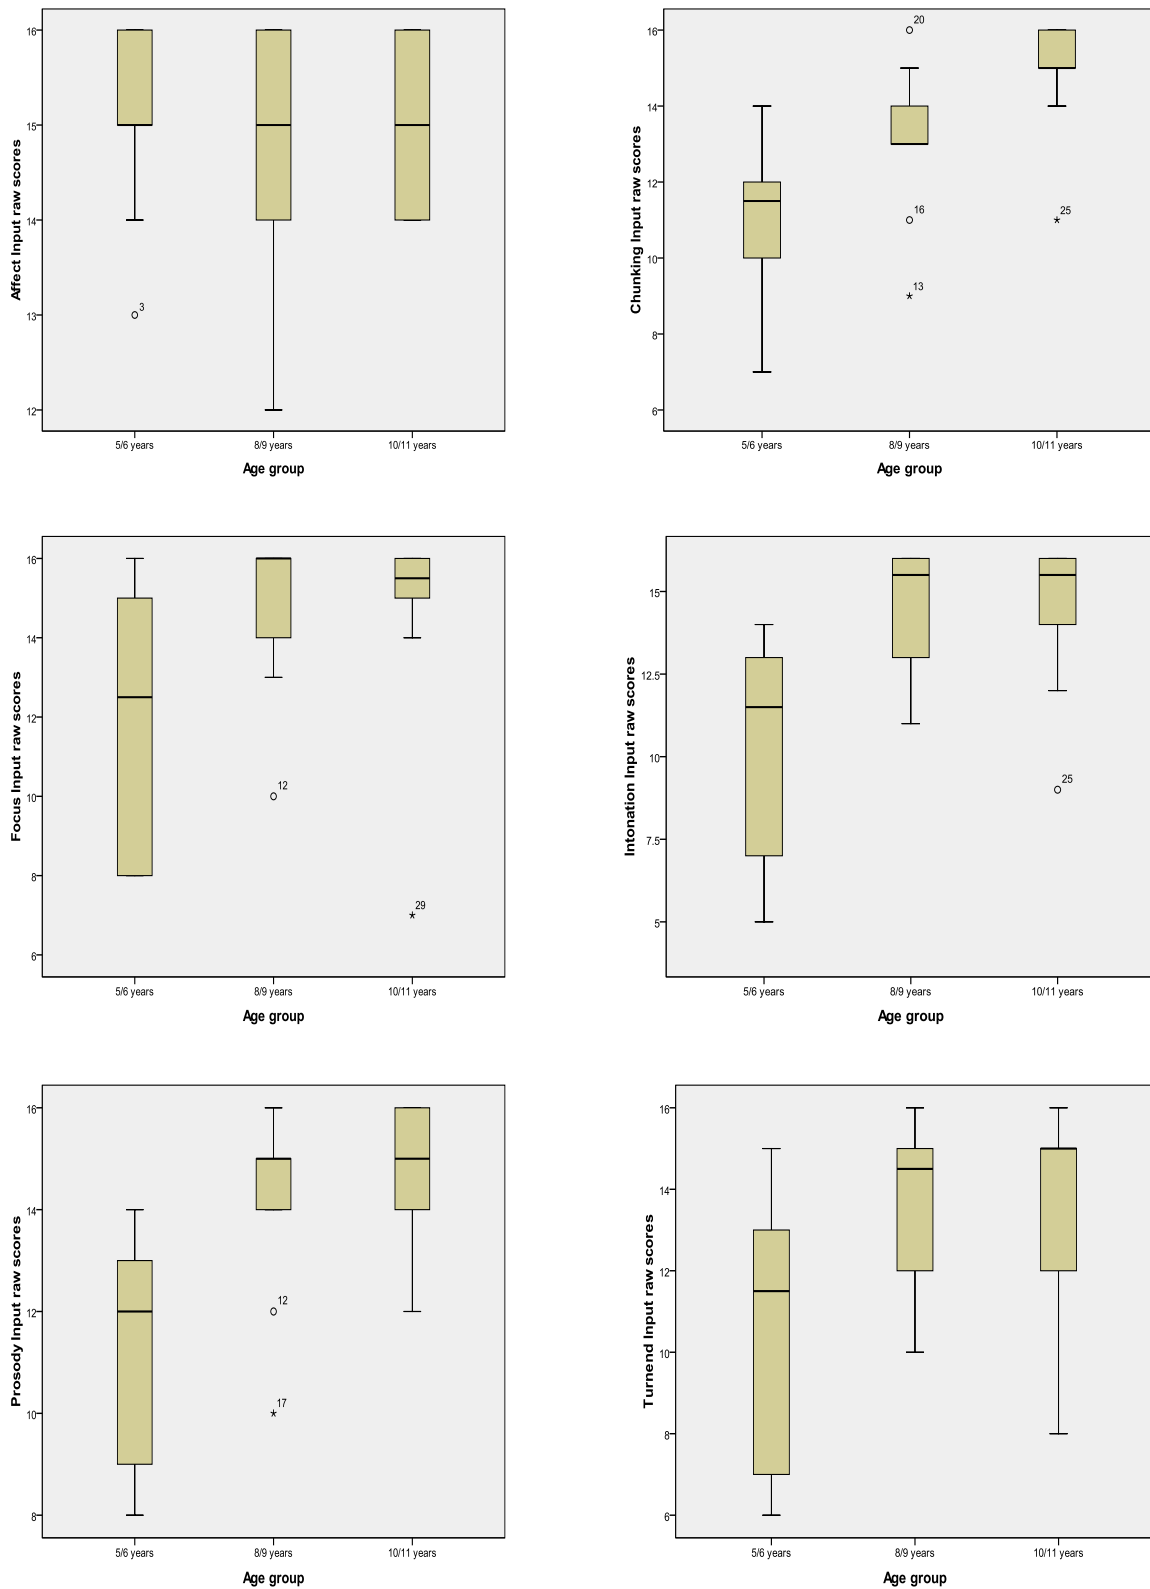 Affect Input raw scores
16
15
14
13
12
3
5/6 years 8/9 years 10/11 years
Age group
Chunking Input raw scores
16
14
12
10
8
6
20
16
13
25
5/6 years 8/9 years 10/11 years
Age group
Focus Input raw scores
16
14
12
10
8
6
12
29
5/6 years 8/9 years 10/11 years
Age group
Intonation Input raw scores
15
12.5
10
7.5
5
25
5/6 years 8/9 years 10/11 years
Age group
Prosody Input raw scores
16
14
12
10
8
12
17
5/6 years 8/9 years 10/11 years
Age group
Turnend Input raw scores
16
14
12
10
8
6
5/6 years 8/9 years 10/11 years
Age group